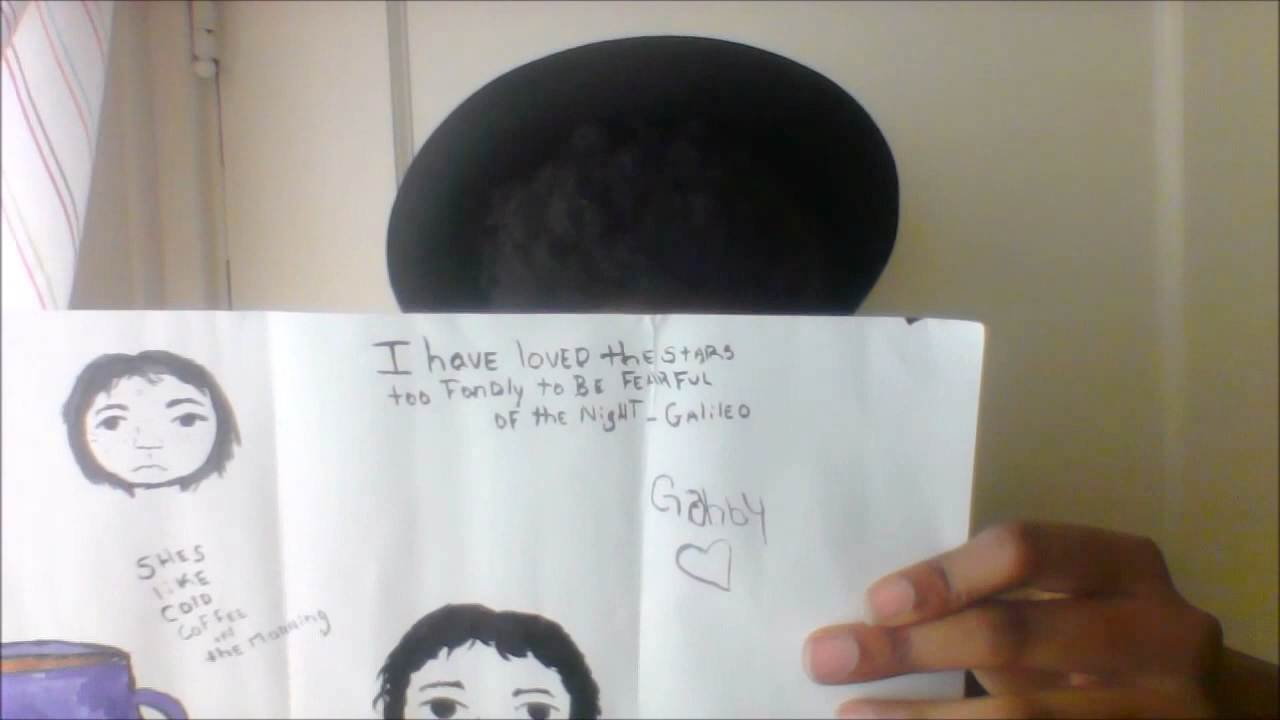 I have loved the stars
too fondly to be fearful
of the night - Galileo
Gabby
shes
like
cold
coffee
in
the morning